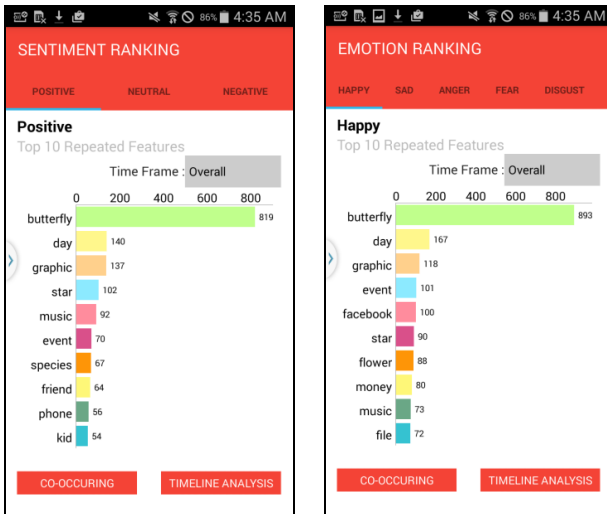 86% 4:35 AM
SENTIMENT RANKING
POSITIVE NEUTRAL NEGATIVE
Positive
Top 10 Repeated Features
Time Frame : Overall
0 200 400 600 800
butterfly 819
day 140
graphic 137
star 102
music 92
event 70
species 67
friend 64
phone 56
kid 54
CO-OCCURING TIMELINE ANALYSIS
86% 4:35 AM
EMOTION RANKING
HAPPY SAD ANGER FEAR DISGUST
Happy
Top 10 Repeated Features
Time Frame : Overall
0 200 400 600 800
butterfly 893
day 167
graphic 118
event 101
facebook 100
star 90
flower 88
money 80
music 73
file 72
CO-OCCURING TIMELINE ANALYSIS